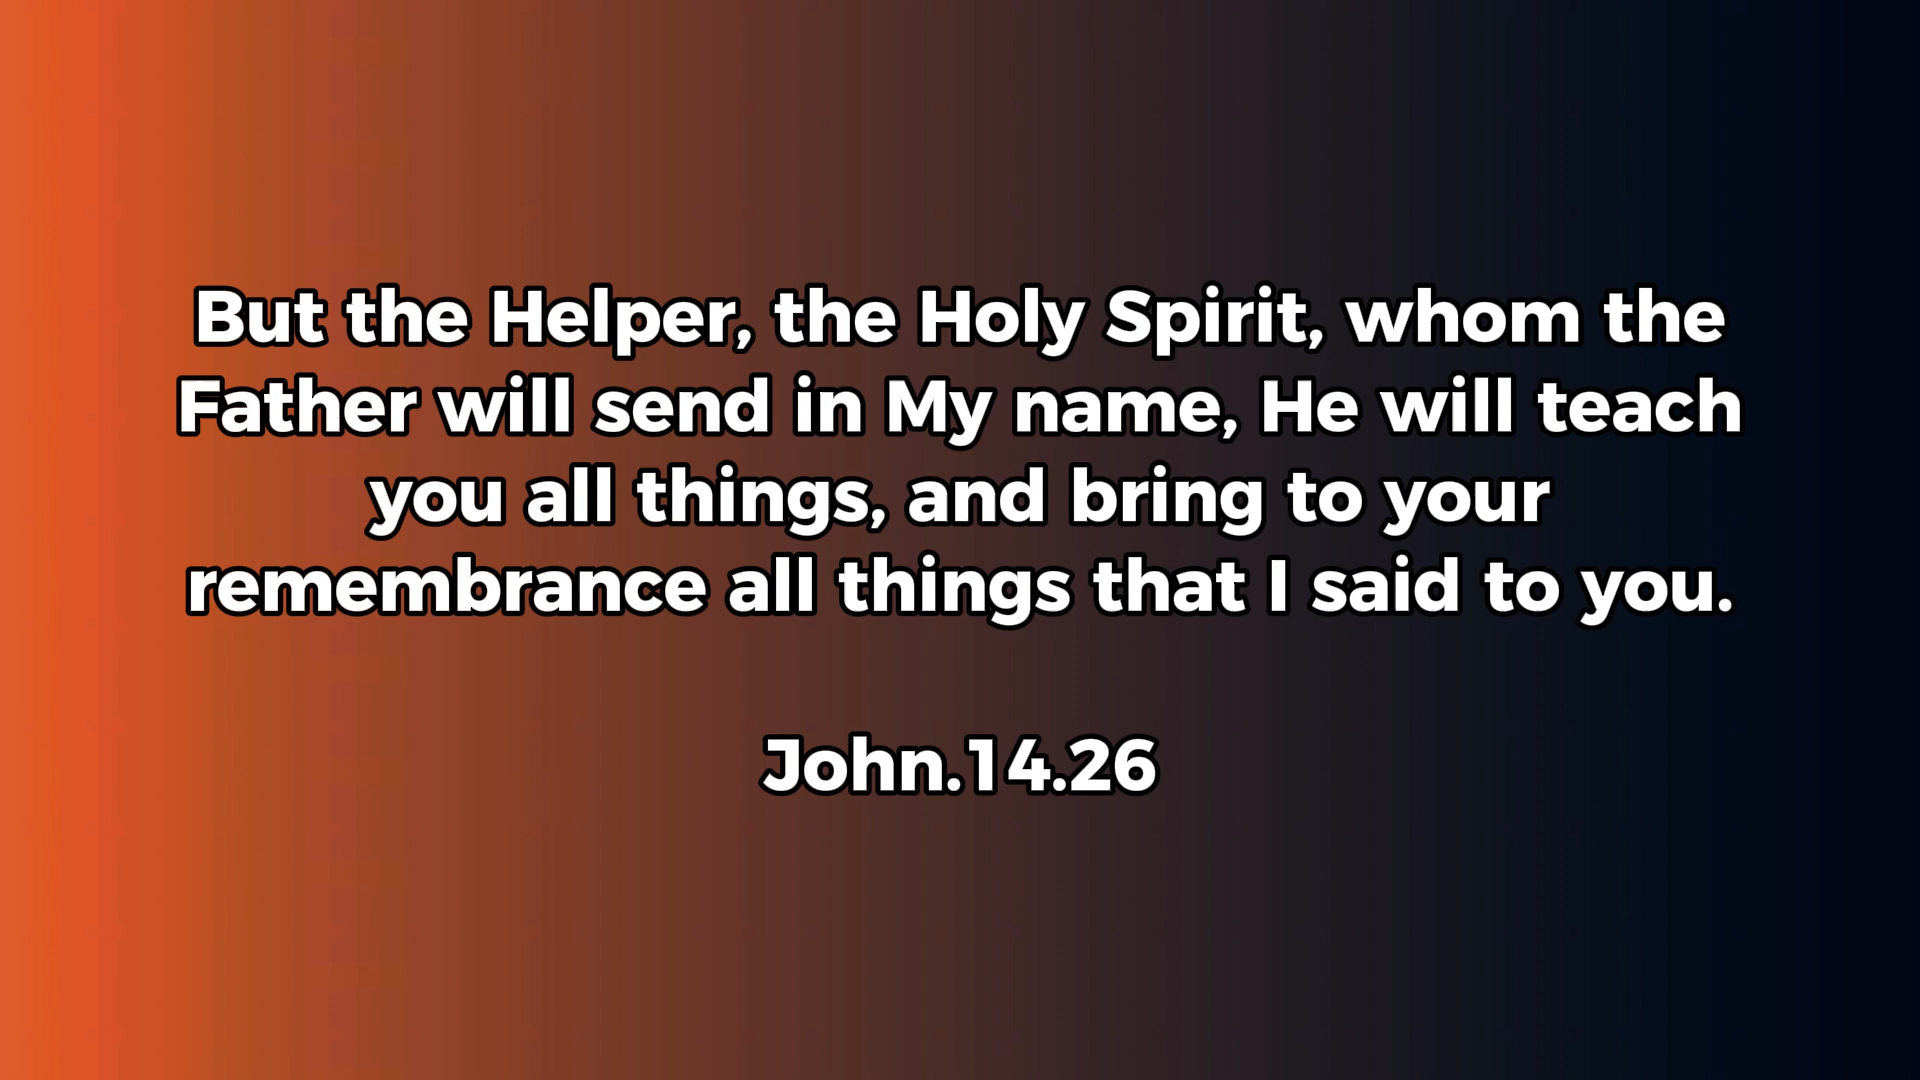 But the Helper, the Holy Spirit, whom the
Father will send in My name, He will teach
you all things, and bring to your
remembrance all things that I said to you.
John.14.26